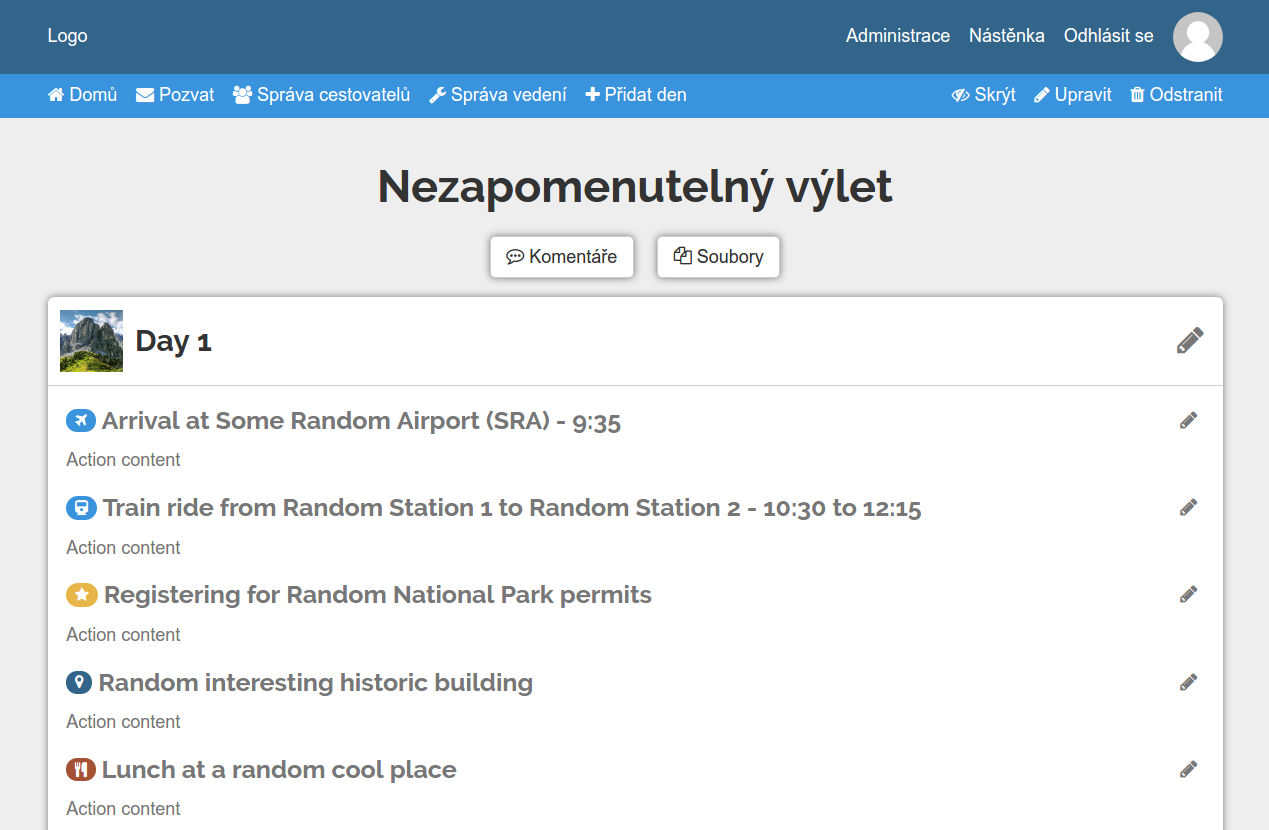 Logo
Administrace Nástěnka Odhlásit se
Domů Pozvat Správa cestovatelů Správa vedení Přidat den Skrýt Upravit Odstranit
Nezapomenutelný výlet
Komentáře Soubory
Day 1
Arrival at Some Random Airport (SRA) - 9:35
Action content
Train ride from Random Station 1 to Random Station 2 - 10:30 to 12:15
Action content
Registering for Random National Park permits
Action content
Random interesting historic building
Action content
Lunch at a random cool place
Action content